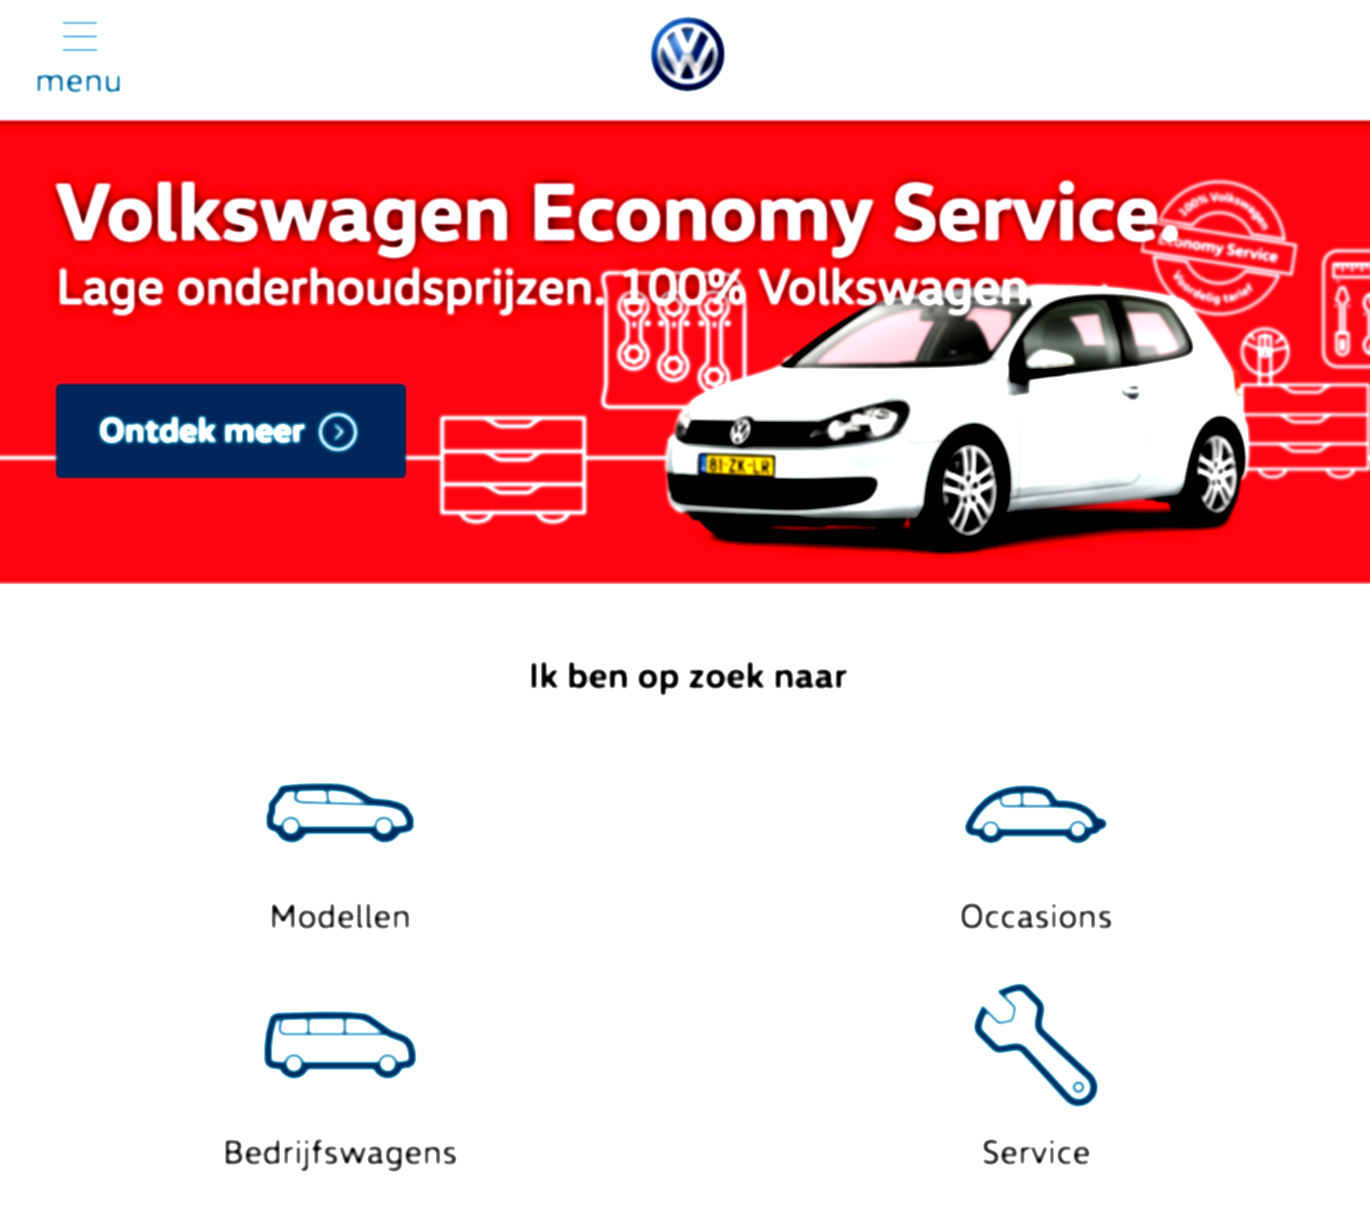 menu
Volkswagen Economy Service.
Lage onderhoudsprijzen. 100% Volkswagen.
100% Volkswagen
Economy Service
Voordelig tarief
Ontdek meer
81-ZK-LR
Ik ben op zoek naar
Modellen
Occasions
Bedrijfswagens
Service